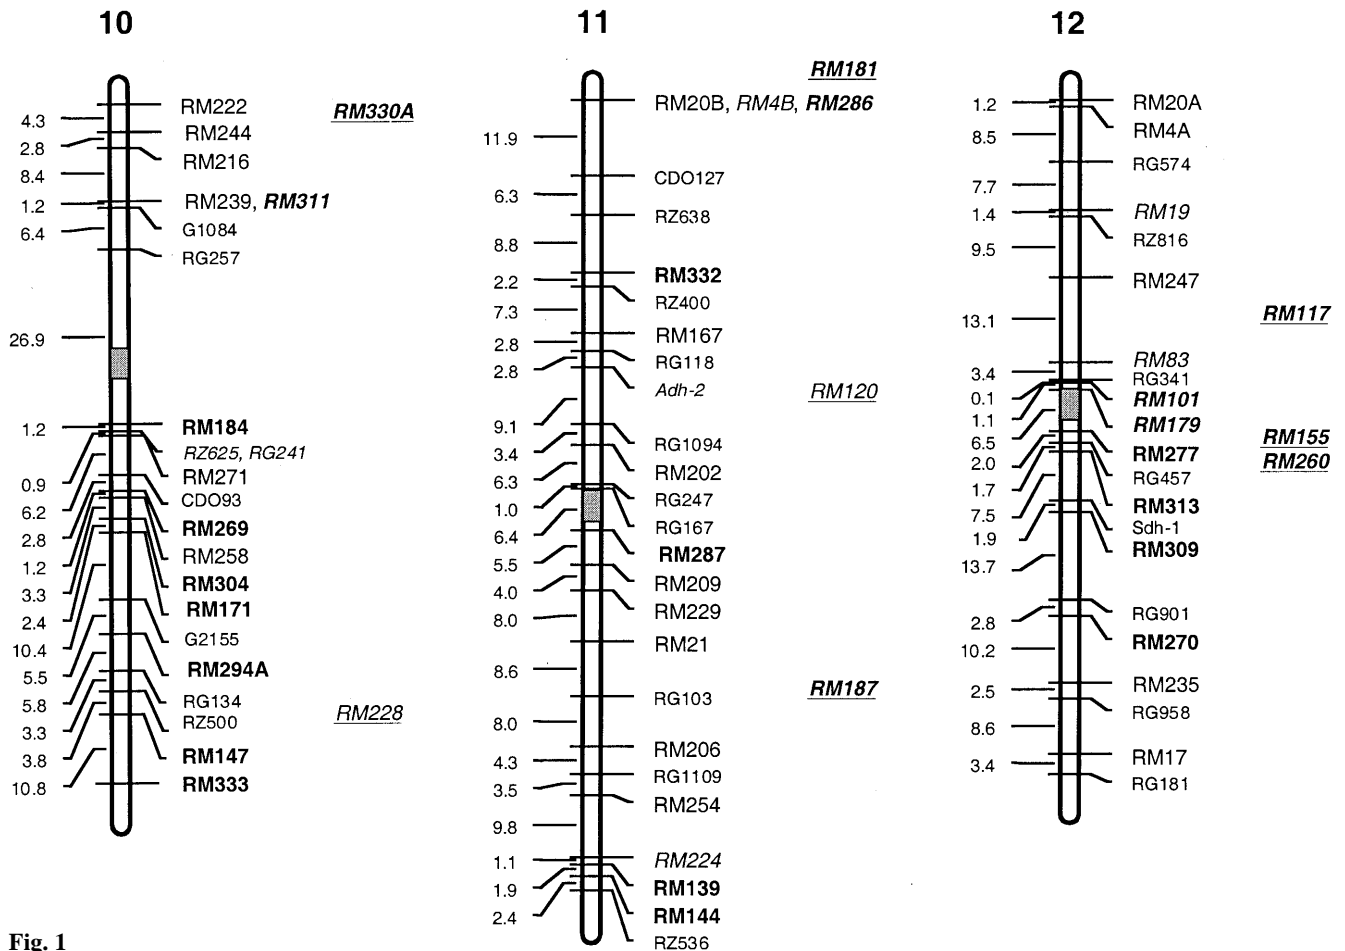 10
RM222
RM330A
4.3
RM244
2.8
RM216
8.4
RM239, RM311
1.2
G1084
6.4
RG257
26.9
RM184
1.2
RZ625, RG241
RM271
0.9
CDO93
6.2
RM269
2.8
RM258
1.2
RM304
3.3
RM171
2.4
G2155
10.4
RM294A
5.5
RG134
5.8
RZ500
RM228
3.3
RM147
3.8
RM333
10.8
11
RM181
RM20B, RM4B, RM286
11.9
CDO127
6.3
RZ638
8.8
RM332
2.2
RZ400
7.3
RM167
2.8
RG118
2.8
Adh-2
RM120
9.1
RG1094
3.4
RM202
6.3
RG247
1.0
RG167
6.4
RM287
5.5
RM209
4.0
RM229
8.0
RM21
8.6
RG103
RM187
8.0
RM206
4.3
RG1109
3.5
RM254
9.8
RM224
1.1
RM139
1.9
RM144
2.4
RZ536
12
1.2
RM20A
RM4A
8.5
RG574
7.7
1.4
RM19
RZ816
9.5
RM247
13.1
RM117
RM83
3.4
RG341
0.1
RM101
1.1
RM179
6.5
RM155
RM277
2.0
RM260
RG457
1.7
RM313
7.5
Sdh-1
1.9
RM309
13.7
RG901
2.8
RM270
10.2
RM235
2.5
RG958
8.6
RM17
3.4
RG181
Fig. 1